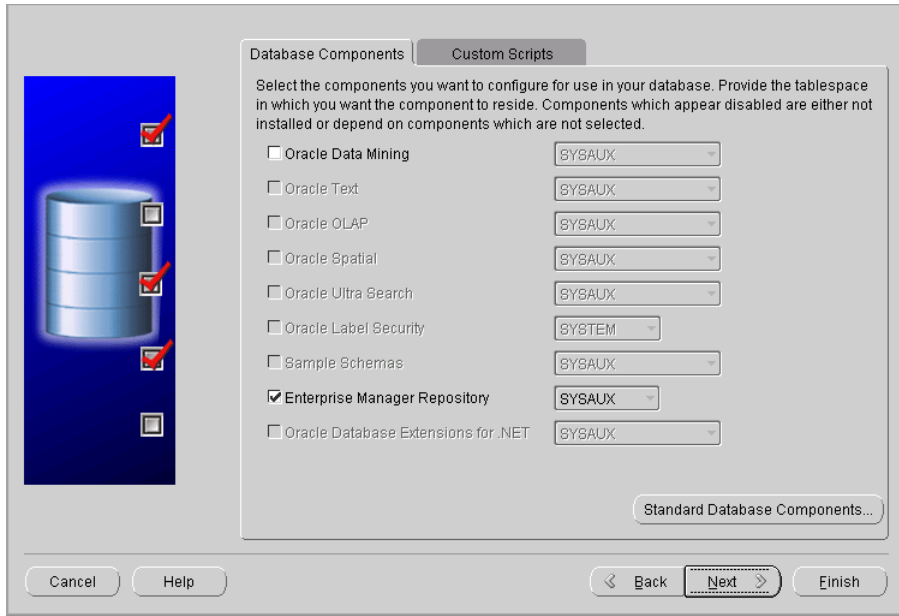 Database Components
Custom Scripts
Select the components you want to configure for use in your database. Provide the tablespace
in which you want the component to reside. Components which appear disabled are either not
installed or depend on components which are not selected.
Oracle Data Mining SYSAUX
Oracle Text SYSAUX
Oracle OLAP SYSAUX
Oracle Spatial SYSAUX
Oracle Ultra Search SYSAUX
Oracle Label Security SYSTEM
Sample Schemas SYSAUX
Enterprise Manager Repository SYSAUX
Oracle Database Extensions for .NET SYSAUX
Standard Database Components...
Cancel Help Back Next Finish